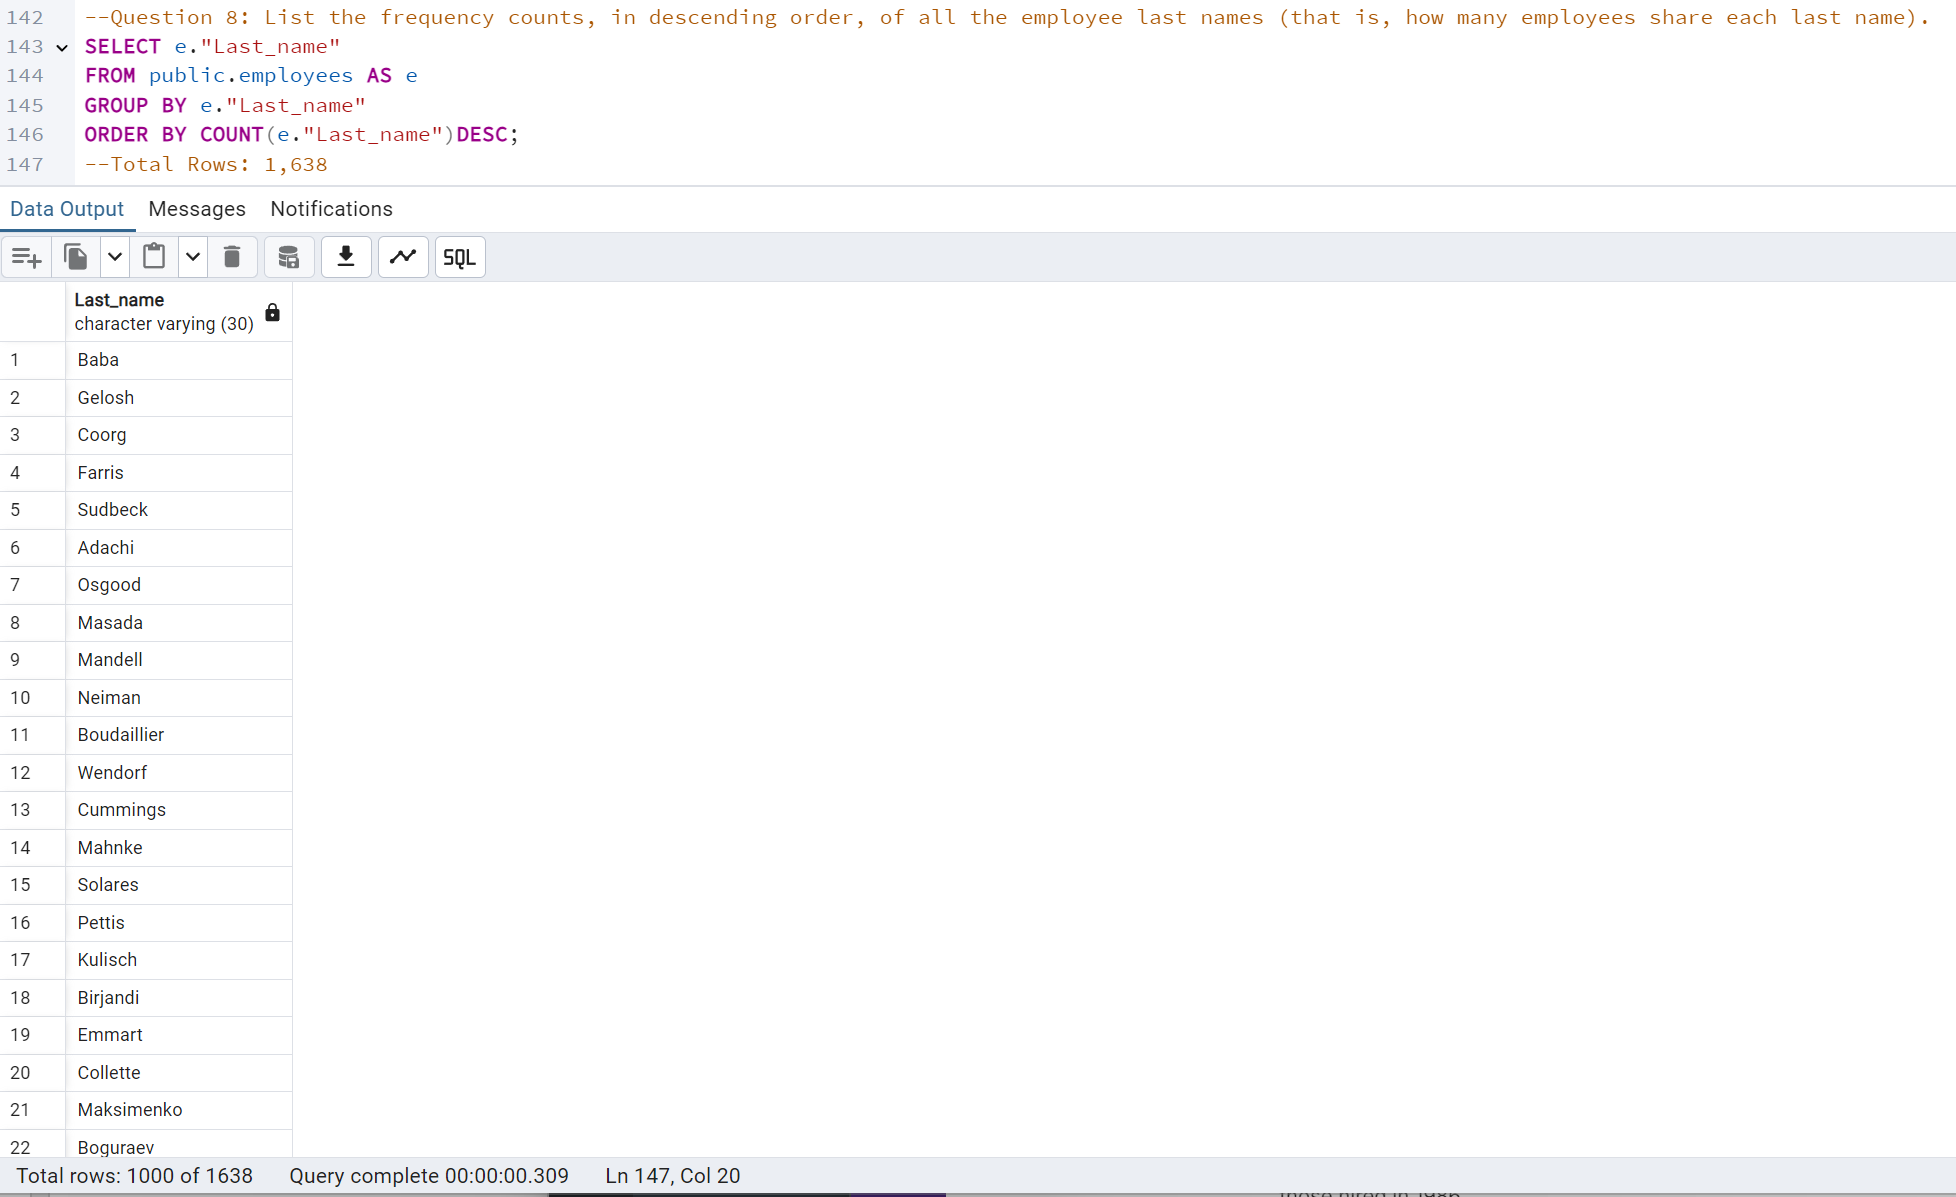 142 --Question 8: List the frequency counts, in descending order, of all the employee last names (that is, how many employees share each last name).
143 SELECT e."Last_name"
144 FROM public.employees AS e
145 GROUP BY e."Last_name"
146 ORDER BY COUNT(e."Last_name")DESC;
147 --Total Rows: 1,638
Data Output Messages Notifications
SQL
Last_name
character varying (30)
1 Baba
2 Gelosh
3 Coorg
4 Farris
5 Sudbeck
6 Adachi
7 Osgood
8 Masada
9 Mandell
10 Neiman
11 Boudaillier
12 Wendorf
13 Cummings
14 Mahnke
15 Solares
16 Pettis
17 Kulisch
18 Birjandi
19 Emmart
20 Collette
21 Maksimenko
22 Boguraev
Total rows: 1000 of 1638 Query complete 00:00:00.309 Ln 147, Col 20